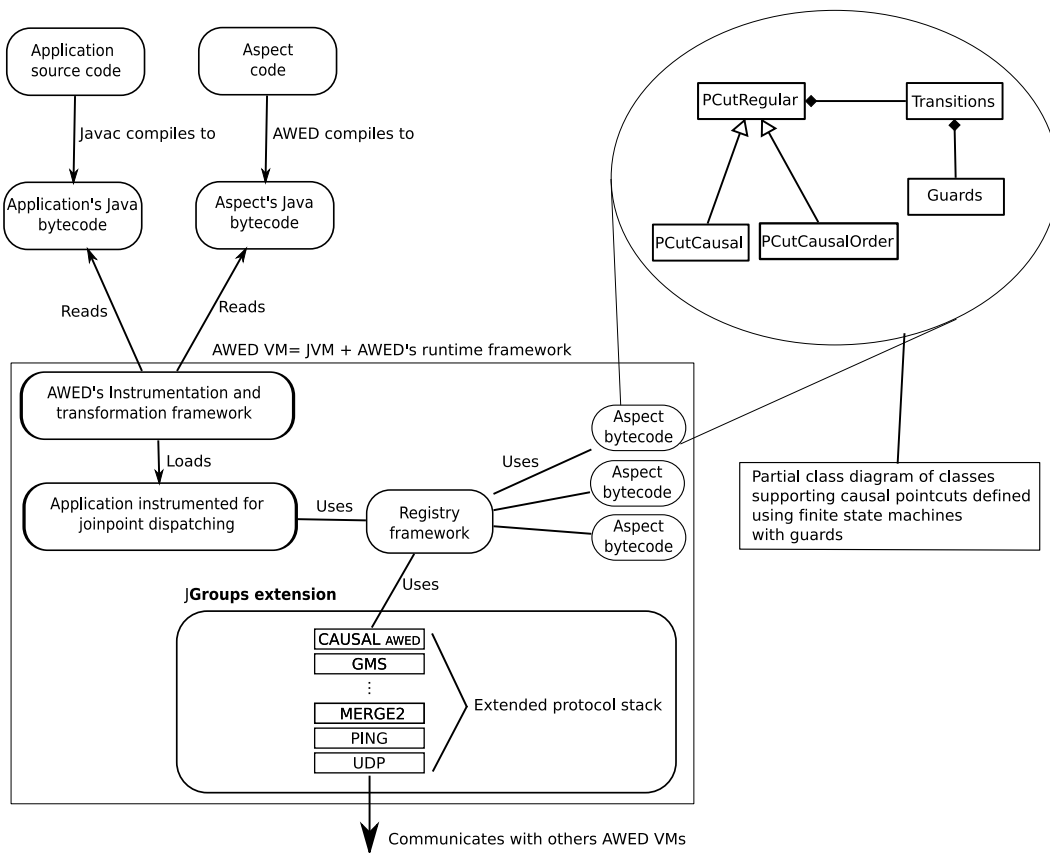 Application
source code
Aspect
code
Javac compiles to
AWED compiles to
Application's Java
bytecode
Aspect's Java
bytecode
Reads
Reads
PCutRegular
Transitions
Guards
PCutCausal
PCutCausalOrder
AWED VM= JVM + AWED's runtime framework
AWED's Instrumentation and
transformation framework
Loads
Application instrumented for
joinpoint dispatching
Uses
Registry
framework
Uses
Aspect
bytecode
Aspect
bytecode
Aspect
bytecode
Partial class diagram of classes
supporting causal pointcuts defined
using finite state machines
with guards
Uses
JGroups extension
CAUSAL AWED
GMS
...
MERGE2
PING
UDP
Extended protocol stack
Communicates with others AWED VMs